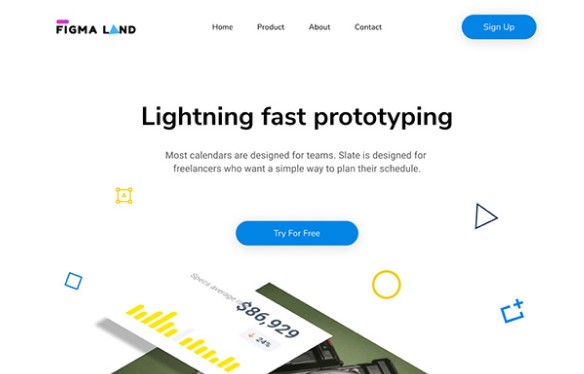 FIGMA LAND
Home Product About Contact
Sign Up
Lightning fast prototyping
Most calendars are designed for teams. Slate is designed for
freelancers who want a simple way to plan their schedule.
A
Try For Free
Specs average
$86,929
24%